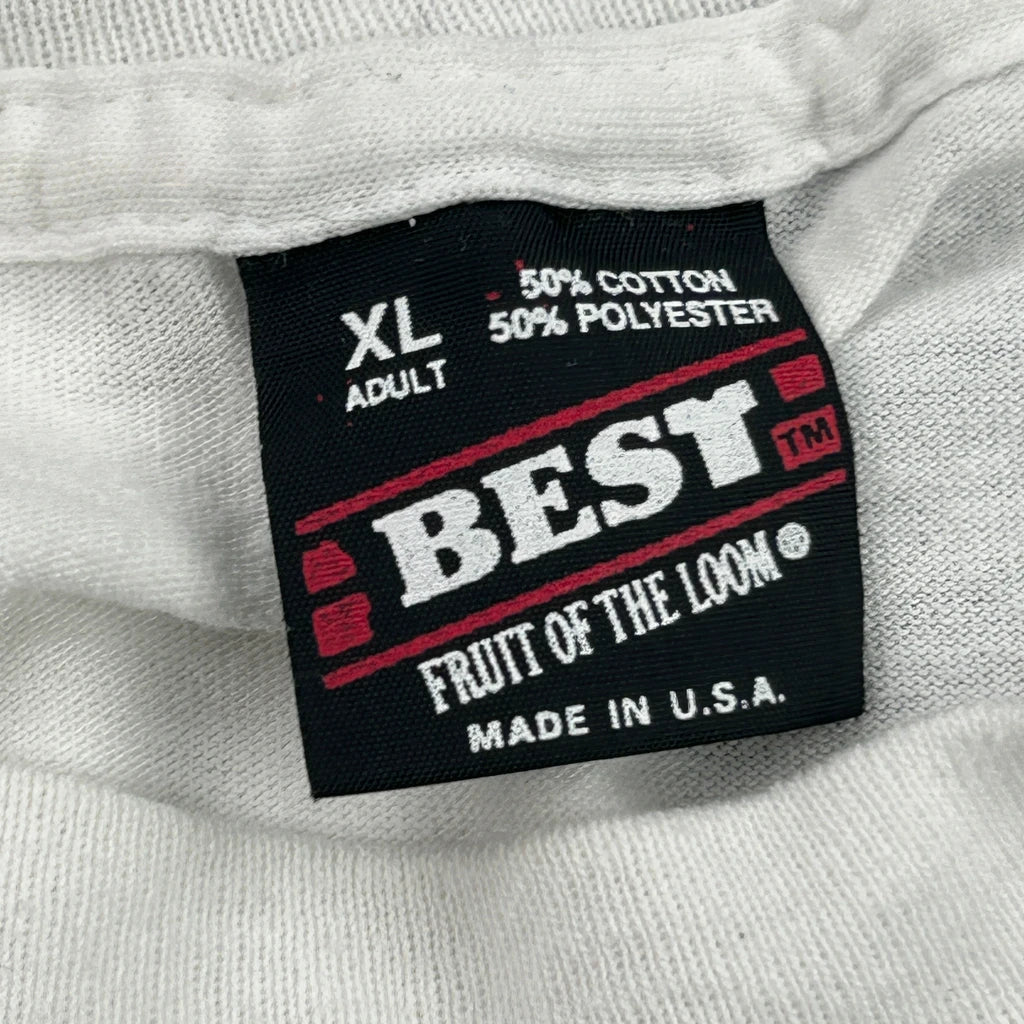 XL
ADULT
50% COTTON
50% POLYESTER
BEST
TM
FRUIT OF THE LOOM®
MADE IN U.S.A.